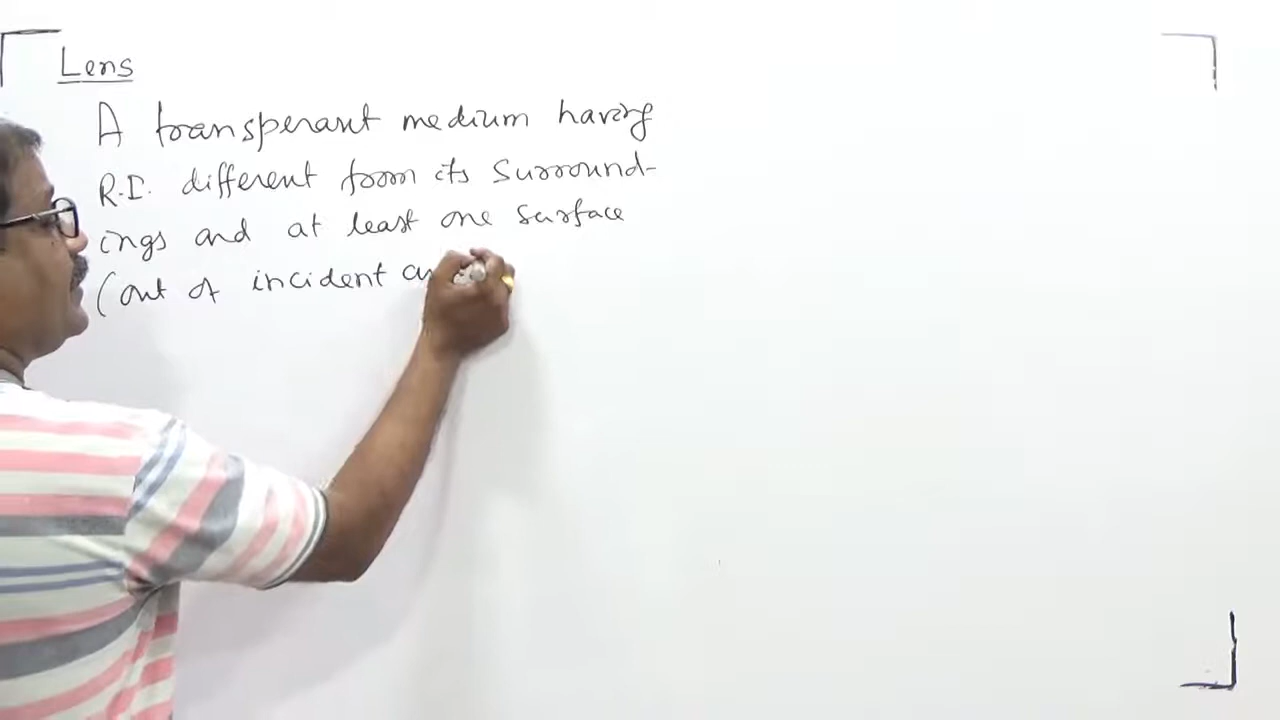 Lens
A transperant medium having
R.I. different from its Surround-
ings and at least one surface
(out of incident